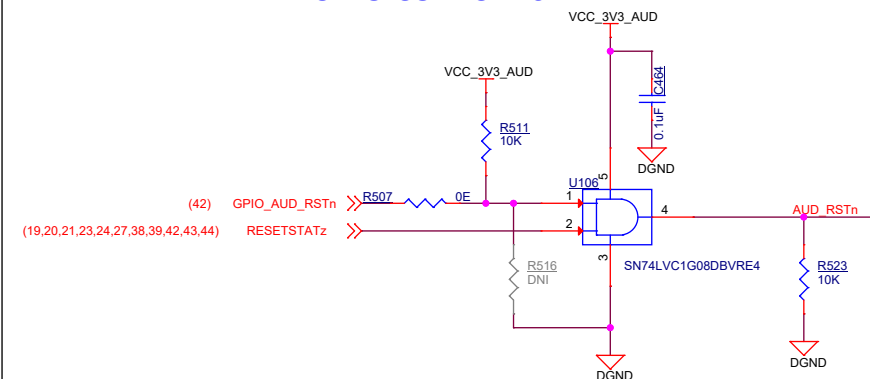 VCC_3V3_AUD
VCC_3V3_AUD
C464
0.1uF
R511
10K
DGND
U106
5
(42) GPIO_AUD_RSTn R507 0E 1
4 AUD_RSTn
(19,20,21,23,24,27,38,39,42,43,44) RESETSTATz 2
3
R516
DNI
SN74LVC1G08DBVRE4
R523
10K
DGND
DGND